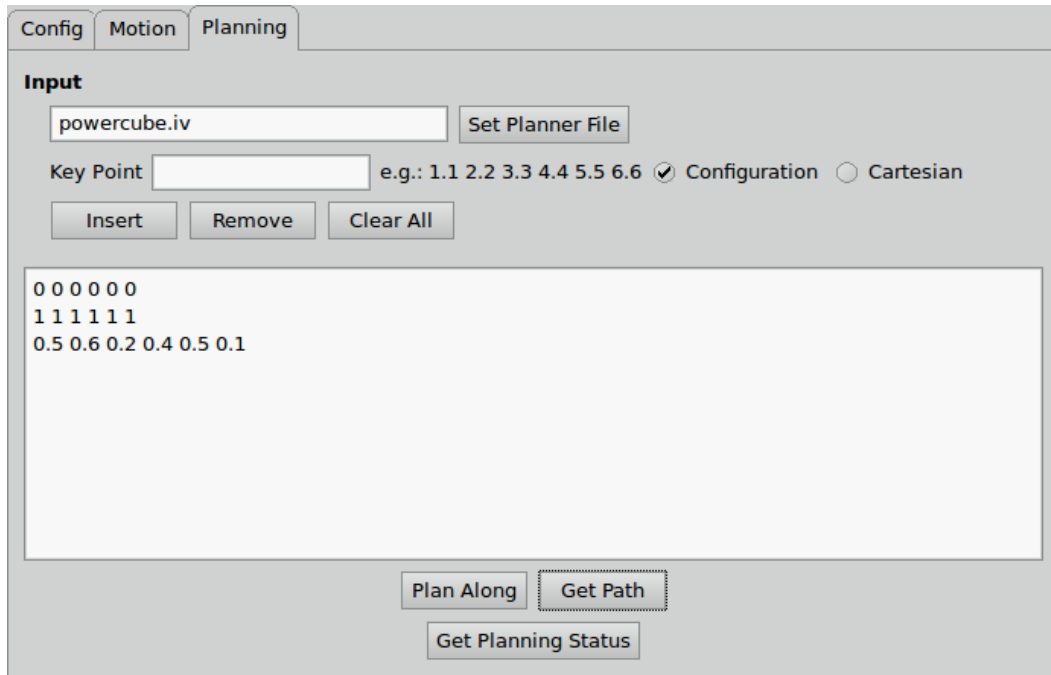 Config Motion Planning
Input
powercube.iv Set Planner File
Key Point e.g.: 1.1 2.2 3.3 4.4 5.5 6.6 Configuration Cartesian
Insert Remove Clear All
0 0 0 0 0 0
1 1 1 1 1 1
0.5 0.6 0.2 0.4 0.5 0.1
Plan Along Get Path
Get Planning Status